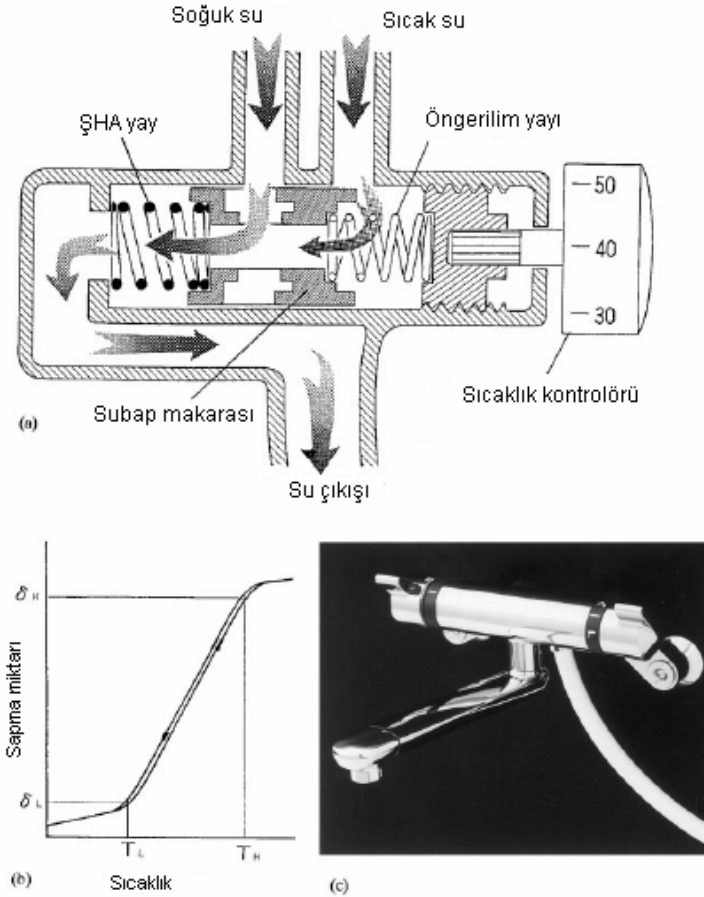 Soğuk su
Sıcak su
ŞHA yay
Öngerilim yayı
50
40
30
Subap makarası
Sıcaklık kontrolörü
(a)
Su çıkışı
δH
Sapma miktarı
δL
TL
TH
(b)
Sıcaklık
(c)